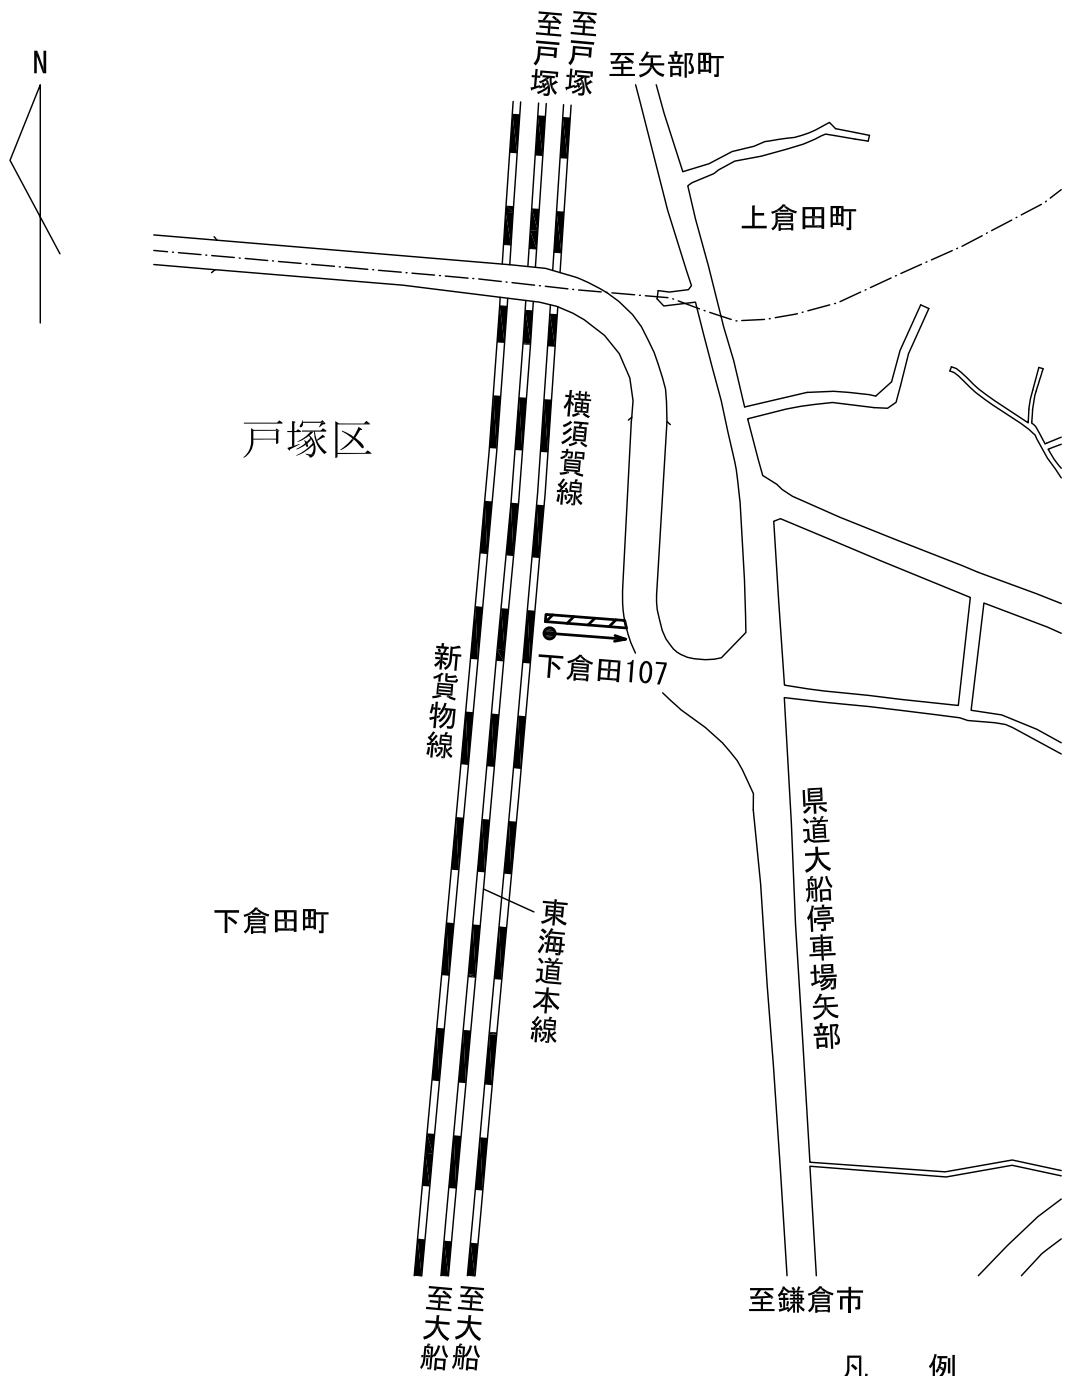 N
至戸塚
至戸塚
至矢部町
上倉田町
横須賀線
戸塚区
新貨物線
下倉田107
県道大船停車場矢部
下倉田町
東海道本線
至大船
至大船
至鎌倉市
凡 例